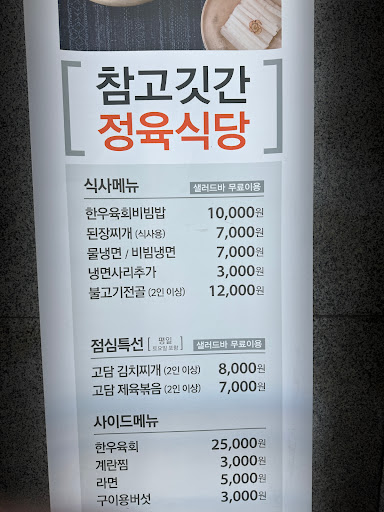 참고깃간
정육식당
식사메뉴 샐러드바 무료이용
한우육회비빔밥 10,000원
된장찌개 (식사용) 7,000원
물냉면 / 비빔냉면 7,000원
냉면사리추가 3,000원
불고기전골 (2인 이상) 12,000원
점심특선 [평일 토요일 포함] 샐러드바 무료이용
고담 김치찌개 (2인 이상) 8,000원
고담 제육볶음 (2인 이상) 7,000원
사이드메뉴
한우육회 25,000원
계란찜 3,000원
라면 5,000원
구이용버섯 3,000원